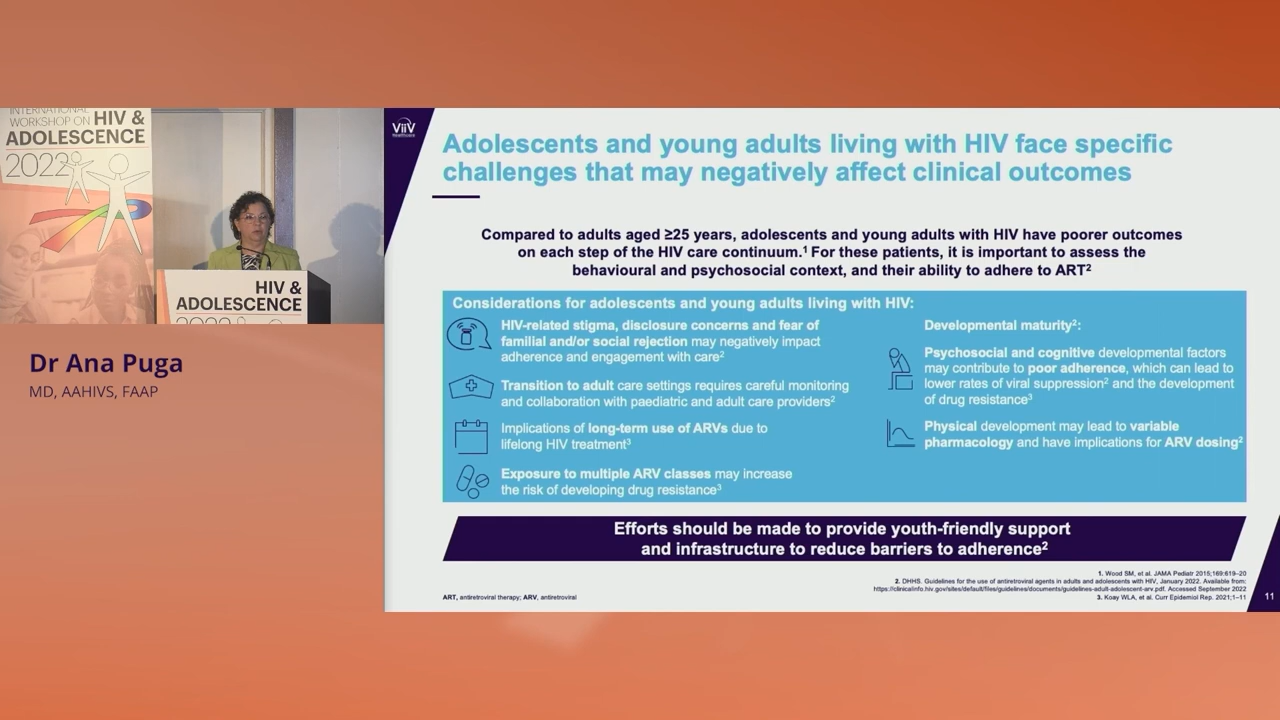 INTERNATIONAL
WORKSHOP ON HIV &
ADOLESCENCE
2022
HIV &
ADOLESCENCE
2022
Dr Ana Puga
MD, AAHIVS, FAAP
ViiV
Healthcare
Adolescents and young adults living with HIV face specific
challenges that may negatively affect clinical outcomes
Compared to adults aged ≥25 years, adolescents and young adults with HIV have poorer outcomes
on each step of the HIV care continuum.¹ For these patients, it is important to assess the
behavioural and psychosocial context, and their ability to adhere to ART²
Considerations for adolescents and young adults living with HIV:
HIV-related stigma, disclosure concerns and fear of
familial and/or social rejection may negatively impact
adherence and engagement with care²
Transition to adult care settings requires careful monitoring
and collaboration with paediatric and adult care providers²
Implications of long-term use of ARVs due to
lifelong HIV treatment³
Exposure to multiple ARV classes may increase
the risk of developing drug resistance³
Developmental maturity²:
Psychosocial and cognitive developmental factors
may contribute to poor adherence, which can lead to
lower rates of viral suppression² and the development
of drug resistance³
Physical development may lead to variable
pharmacology and have implications for ARV dosing²
Efforts should be made to provide youth-friendly support
and infrastructure to reduce barriers to adherence²
1. Wood SM, et al. JAMA Pediatr 2015;169:619–20
2. DHHS. Guidelines for the use of antiretroviral agents in adults and adolescents with HIV, January 2022. Available from:
https://clinicalinfo.hiv.gov/sites/default/files/guidelines/documents/guidelines-adult-adolescent-arv.pdf. Accessed September 2022
3. Koay WLA, et al. Curr Epidemiol Rep. 2021;1–11
ART, antiretroviral therapy; ARV, antiretroviral
11